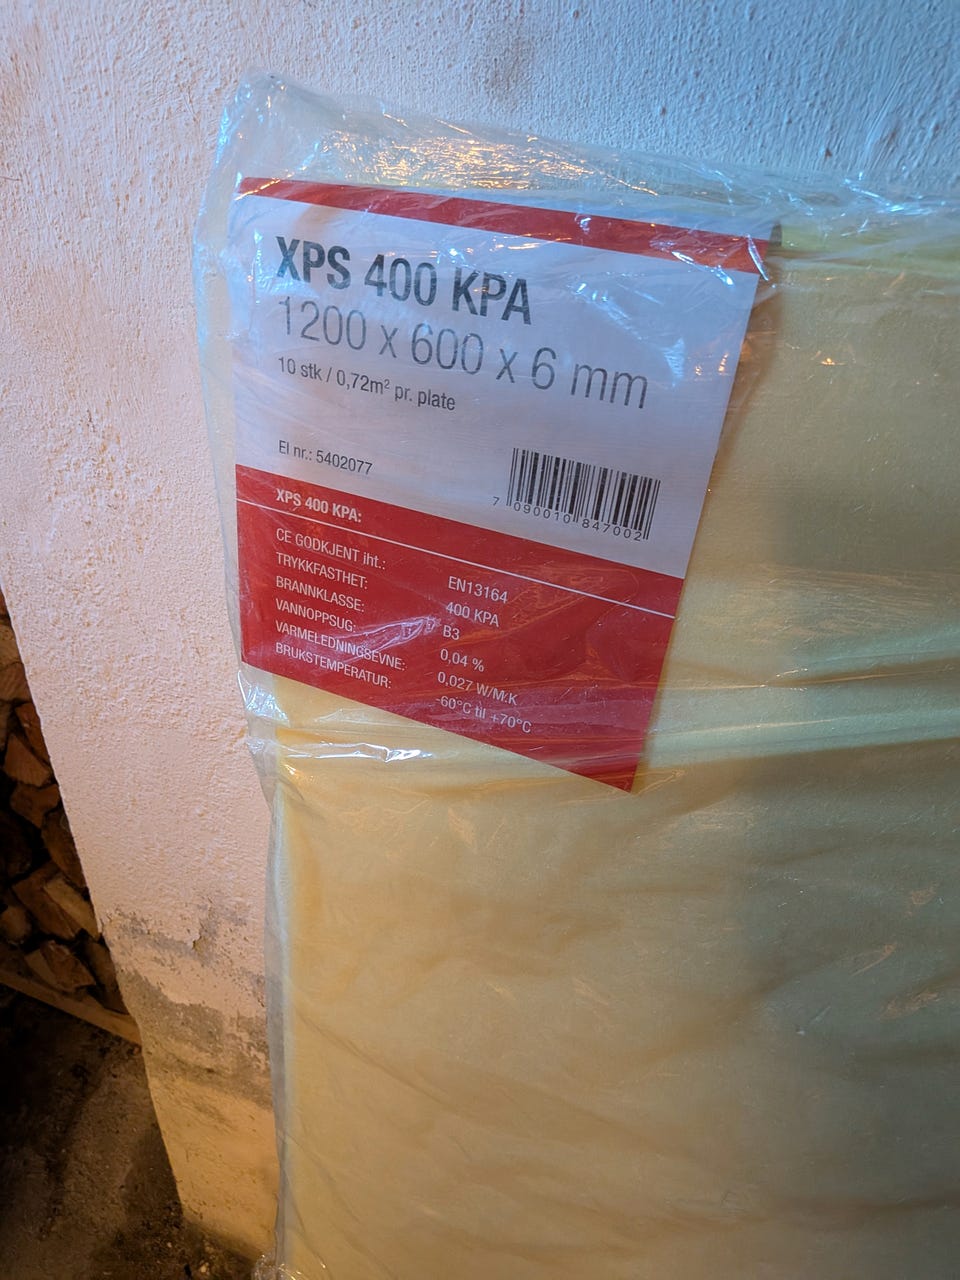 XPS 400 KPA
1200 x 600 x 6 mm
10 stk / 0,72m² pr. plate
El nr.: 5402077
7 090010 847002
XPS 400 KPA:
CE GODKJENT iht.: EN13164
TRYKKFASTHET: 400 KPA
BRANNKLASSE: B3
VANNOPPSUG: 0,04 %
VARMELEDNINGSEVNE: 0,027 W/M.K
BRUKSTEMPERATUR: -60°C til +70°C